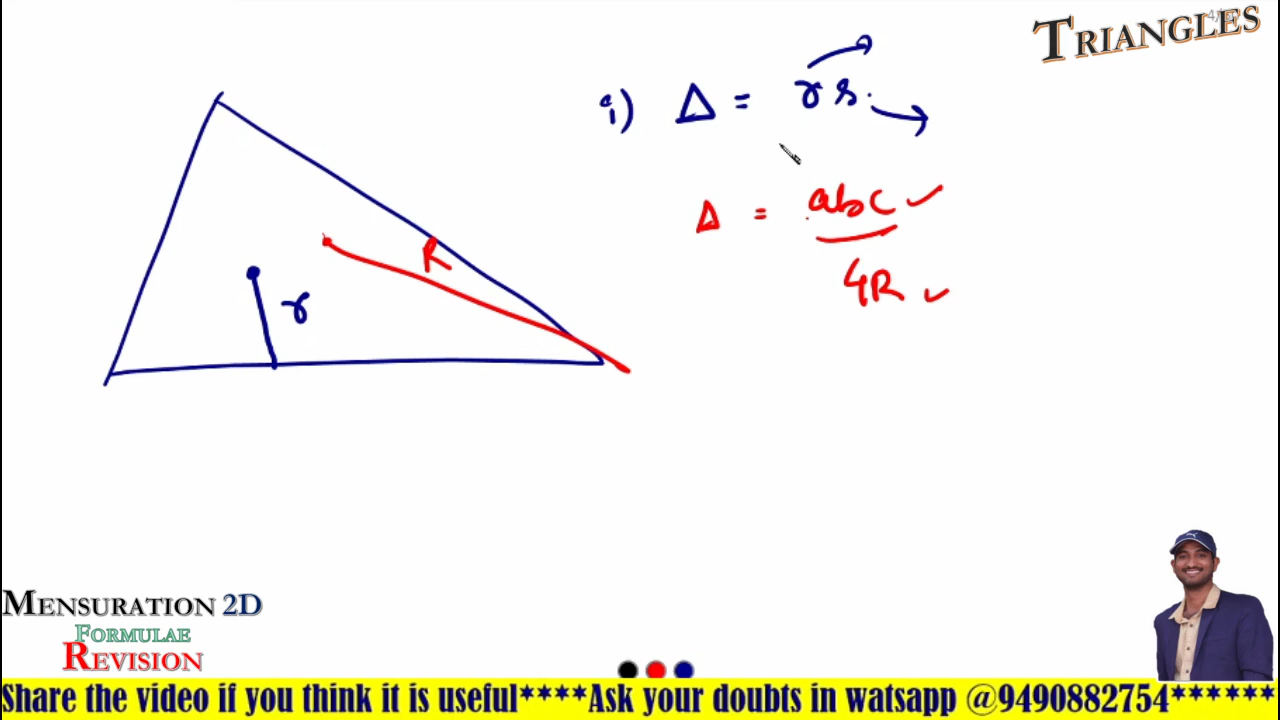 TRIANGLES
i) Δ = r s.
Δ = abc
4R
R
r
MENSURATION 2D
FORMULAE
REVISION
Share the video if you think it is useful****Ask your doubts in watsapp @9490882754******